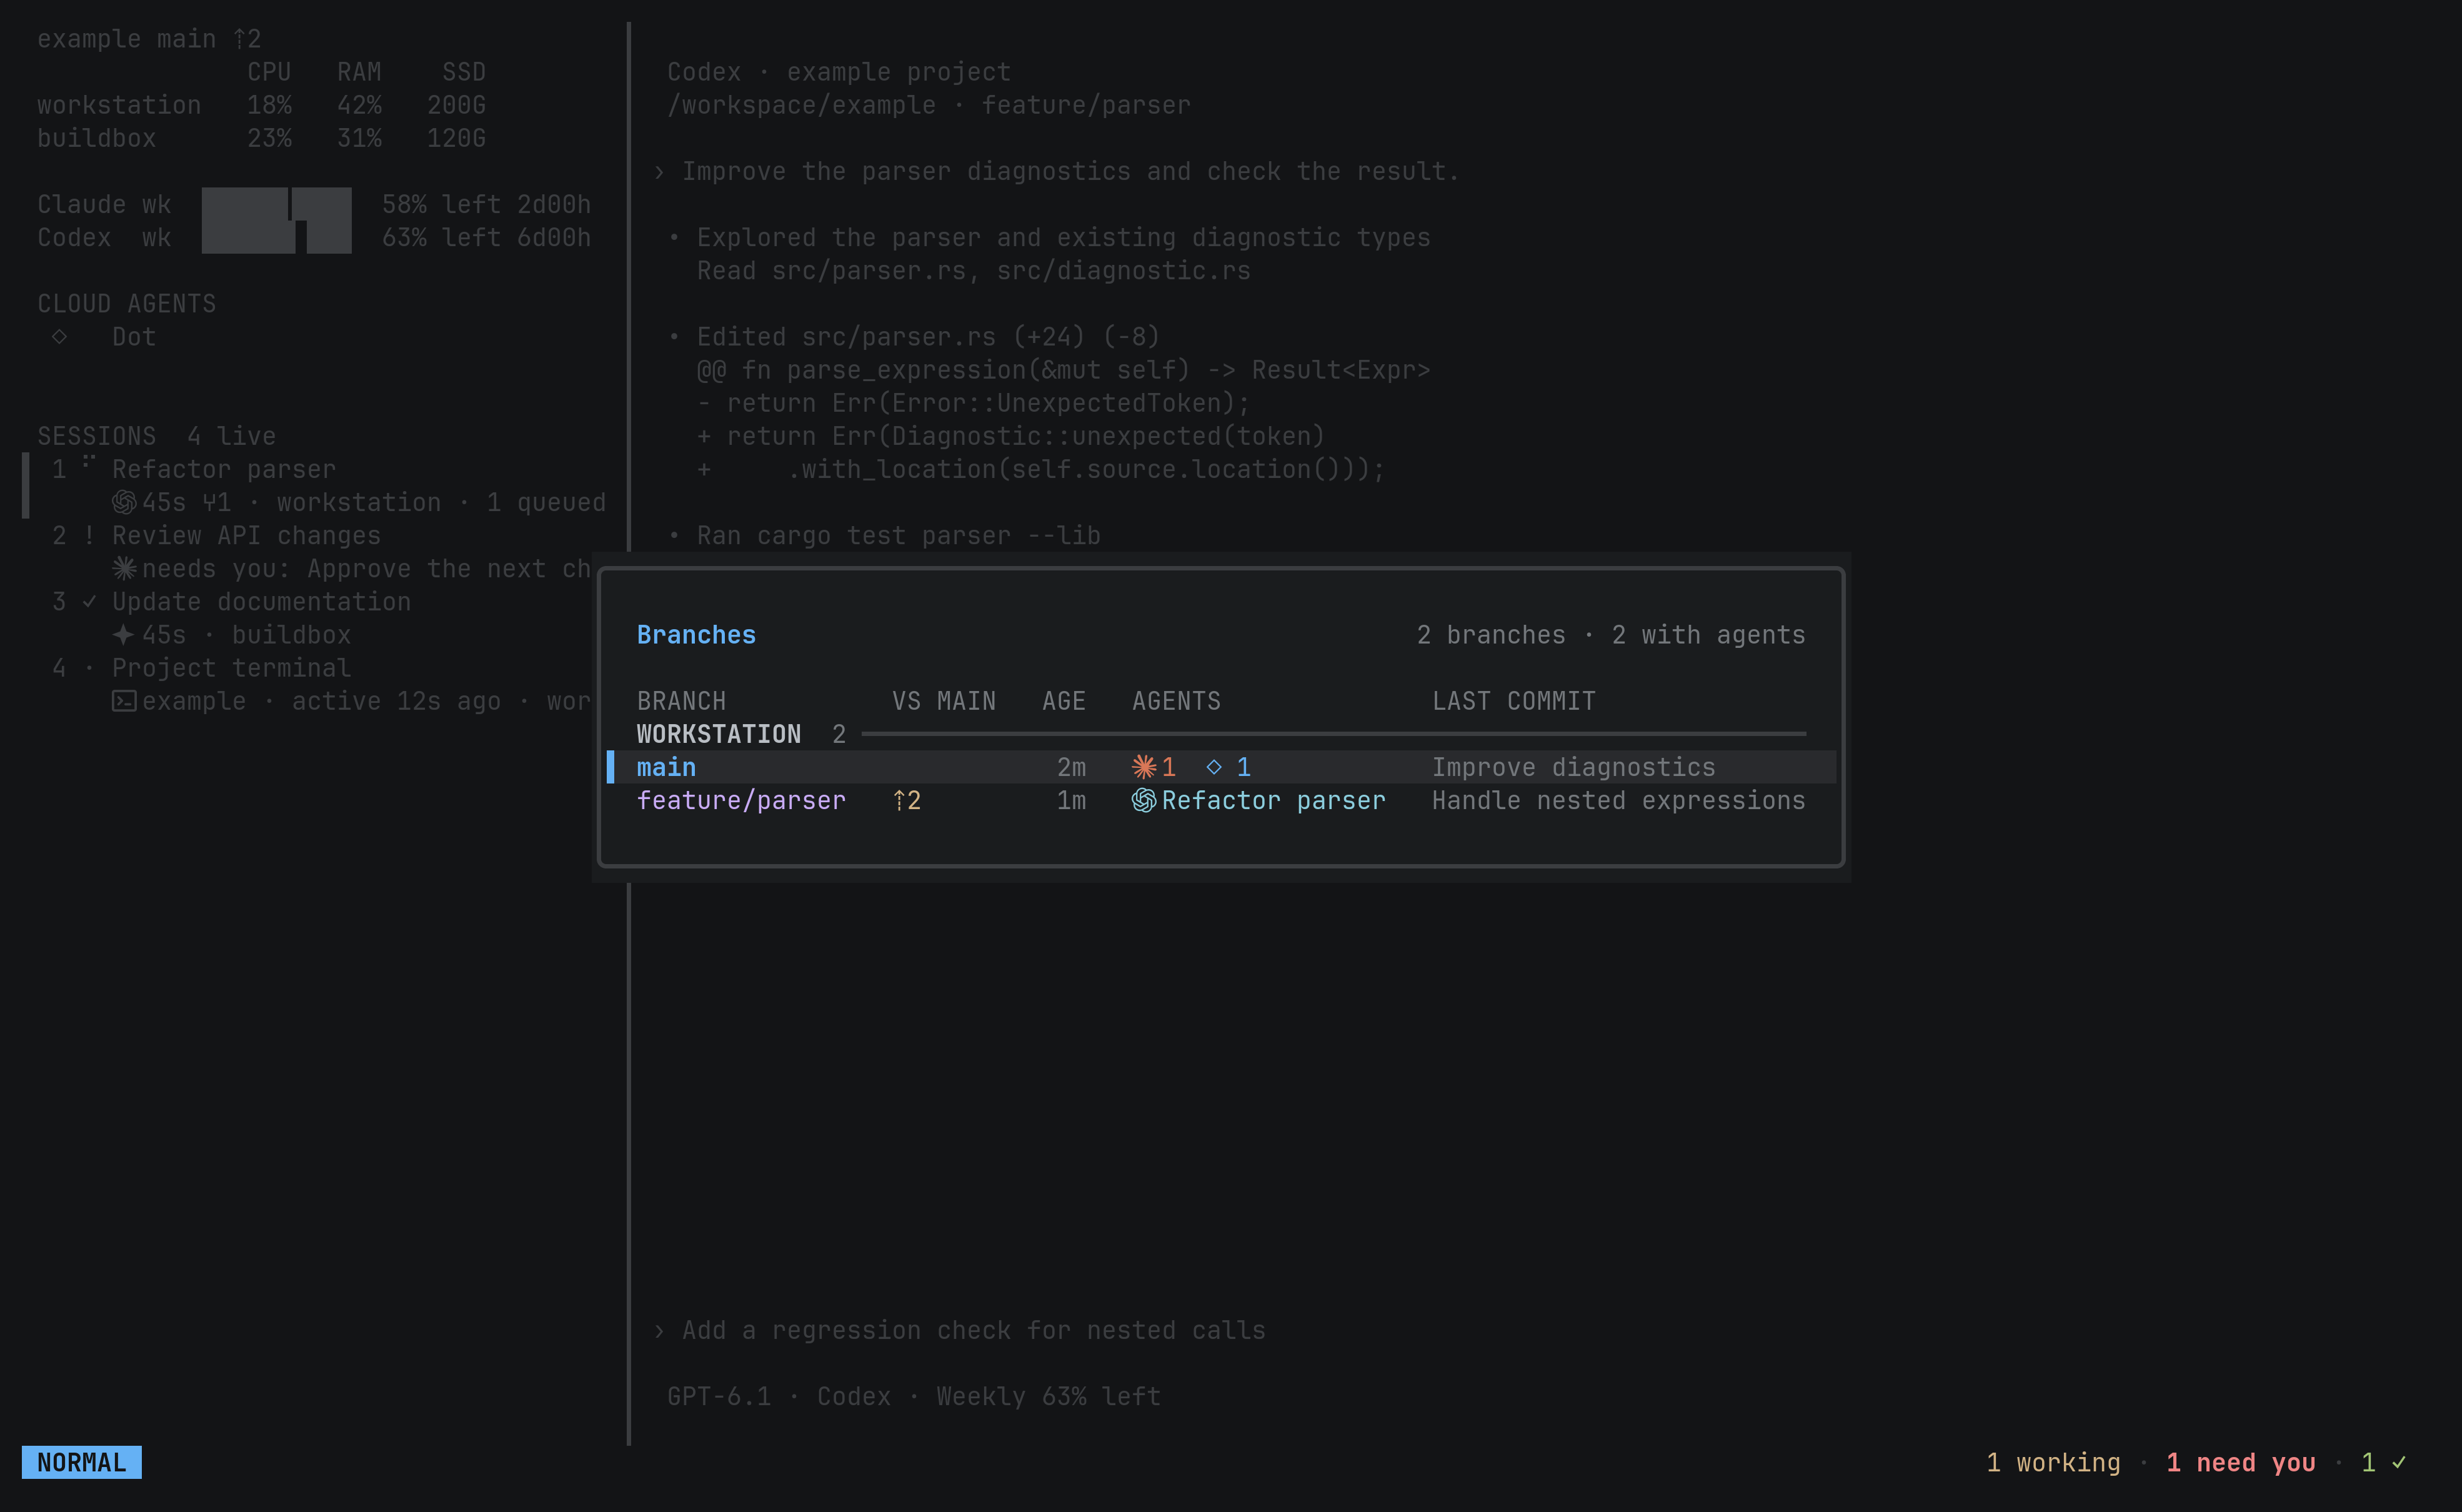 example main ⇡2
CPU RAM SSD
workstation 18% 42% 200G
buildbox 23% 31% 120G
Claude wk 58% left 2d00h
Codex wk 63% left 6d00h
CLOUD AGENTS
◇ Dot
SESSIONS 4 live
1 ⠋ Refactor parser
45s ⑂1 · workstation · 1 queued
2 ! Review API changes
needs you: Approve the next ch
3 ✓ Update documentation
45s · buildbox
4 · Project terminal
example · active 12s ago · wor
Codex · example project
/workspace/example · feature/parser
› Improve the parser diagnostics and check the result.
• Explored the parser and existing diagnostic types
Read src/parser.rs, src/diagnostic.rs
• Edited src/parser.rs (+24) (-8)
@@ fn parse_expression(&mut self) -> Result<Expr>
- return Err(Error::UnexpectedToken);
+ return Err(Diagnostic::unexpected(token)
+ .with_location(self.source.location()));
• Ran cargo test parser --lib
Branches 2 branches · 2 with agents
BRANCH VS MAIN AGE AGENTS LAST COMMIT
WORKSTATION 2
main 2m 1 ◇ 1 Improve diagnostics
feature/parser ⇡2 1m Refactor parser Handle nested expressions
› Add a regression check for nested calls
GPT-6.1 · Codex · Weekly 63% left
NORMAL 1 working · 1 need you · 1 ✓